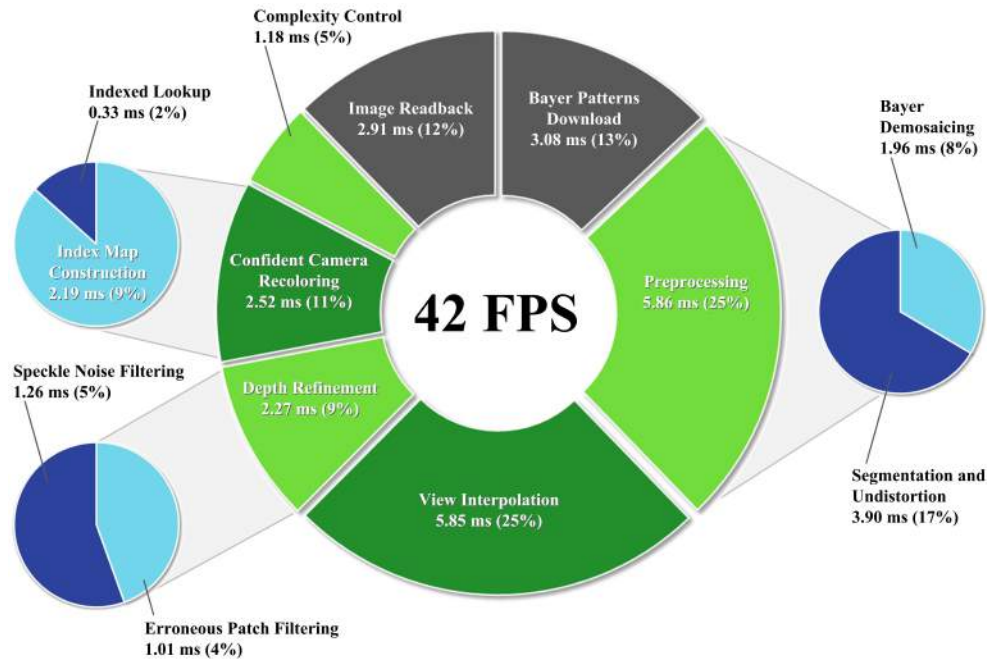 Complexity Control
1.18 ms (5%)
Indexed Lookup
0.33 ms (2%)
Image Readback
2.91 ms (12%)
Bayer Patterns
Download
3.08 ms (13%)
Bayer
Demosaicing
1.96 ms (8%)
Index Map
Construction
2.19 ms (9%)
Confident Camera
Recoloring
2.52 ms (11%)
42 FPS
Preprocessing
5.86 ms (25%)
Speckle Noise Filtering
1.26 ms (5%)
Depth Refinement
2.27 ms (9%)
View Interpolation
5.85 ms (25%)
Segmentation and
Undistortion
3.90 ms (17%)
Erroneous Patch Filtering
1.01 ms (4%)